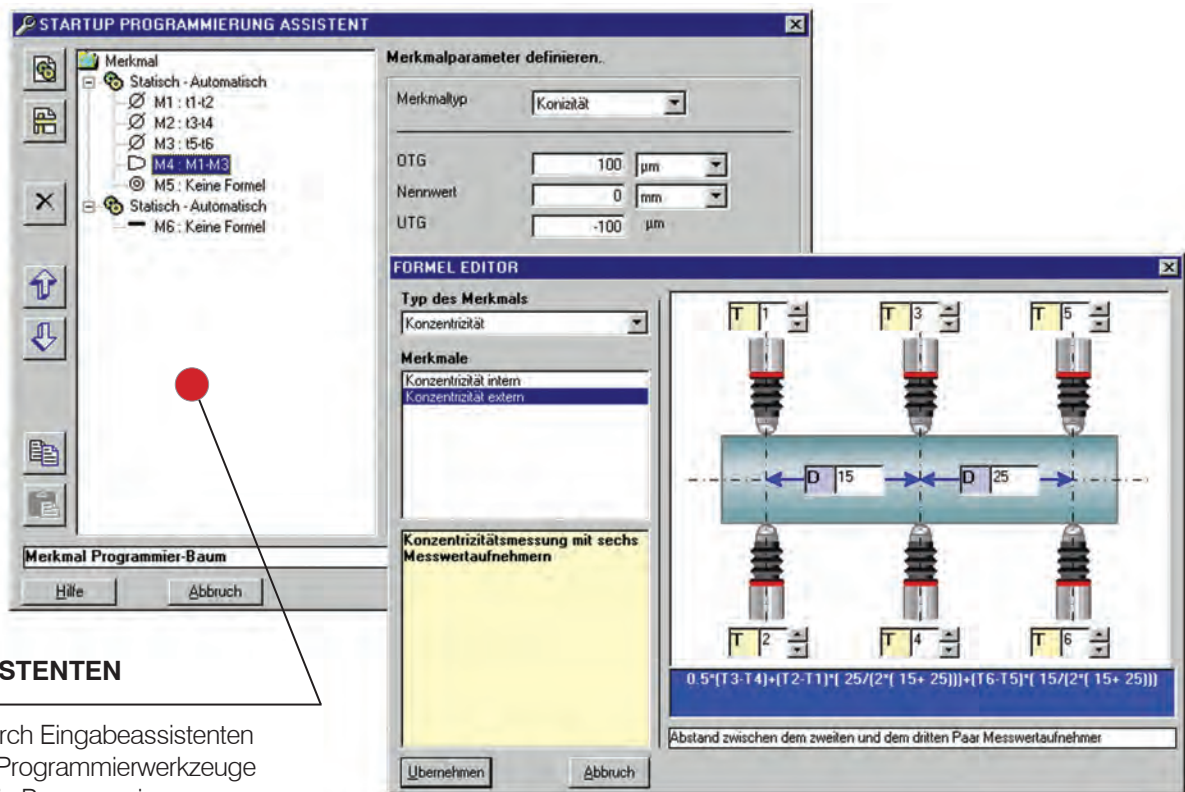 STARTUP PROGRAMMIERUNG ASSISTENT
Merkmal
Statisch - Automatisch
M1 : t1-t2
M2 : t3-t4
M3 : t5-t6
M4 : M1-M3
M5 : Keine Formel
Statisch - Automatisch
M6 : Keine Formel
Merkmal Programmier-Baum
Hilfe
Abbruch
Merkmalparameter definieren.
Merkmaltyp Konizität
OTG 100 µm
Nennwert 0 mm
UTG -100 µm
FORMEL EDITOR
Typ des Merkmals
Konzentrizität
Merkmale
Konzentrizität intern
Konzentrizität extern
Konzentrizitätsmessung mit sechs
Messwertaufnehmern
Ubernehmen
Abbruch
T 1 T 3 T 5
D 15 D 25
T 2 T 4 T 6
0.5*(T3-T4)+(T2-T1)*( 25/(2*( 15+ 25)))+(T6-T5)*( 15/(2*( 15+ 25)))
Abstand zwischen dem zweiten und dem dritten Paar Messwertaufnehmer
ISTENTEN
rch Eingabeassistenten
Programmierwerkzeuge